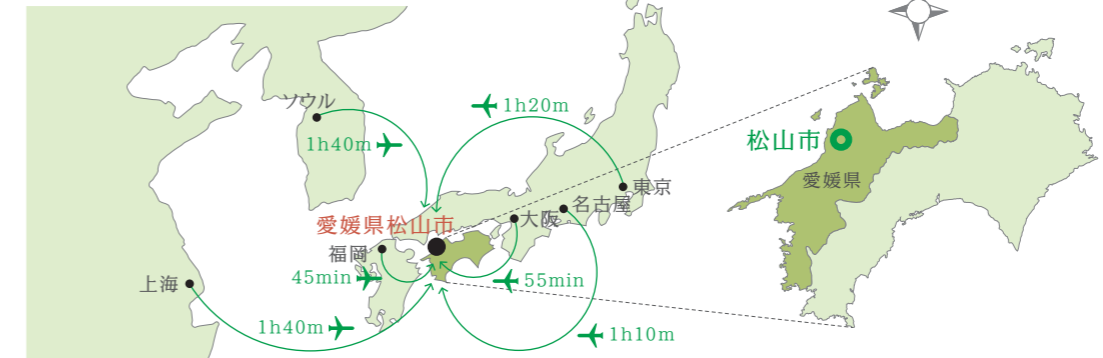 ソウル
1h40m
1h20m
東京
名古屋
大阪
愛媛県松山市
福岡
45min
55min
上海
1h40m
1h10m
松山市
愛媛県